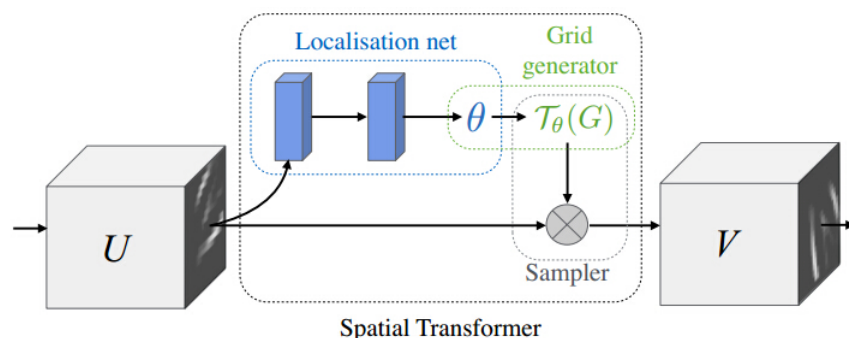 Localisation net
Grid
generator
θ
𝒯θ(G)
U
V
Sampler
Spatial Transformer